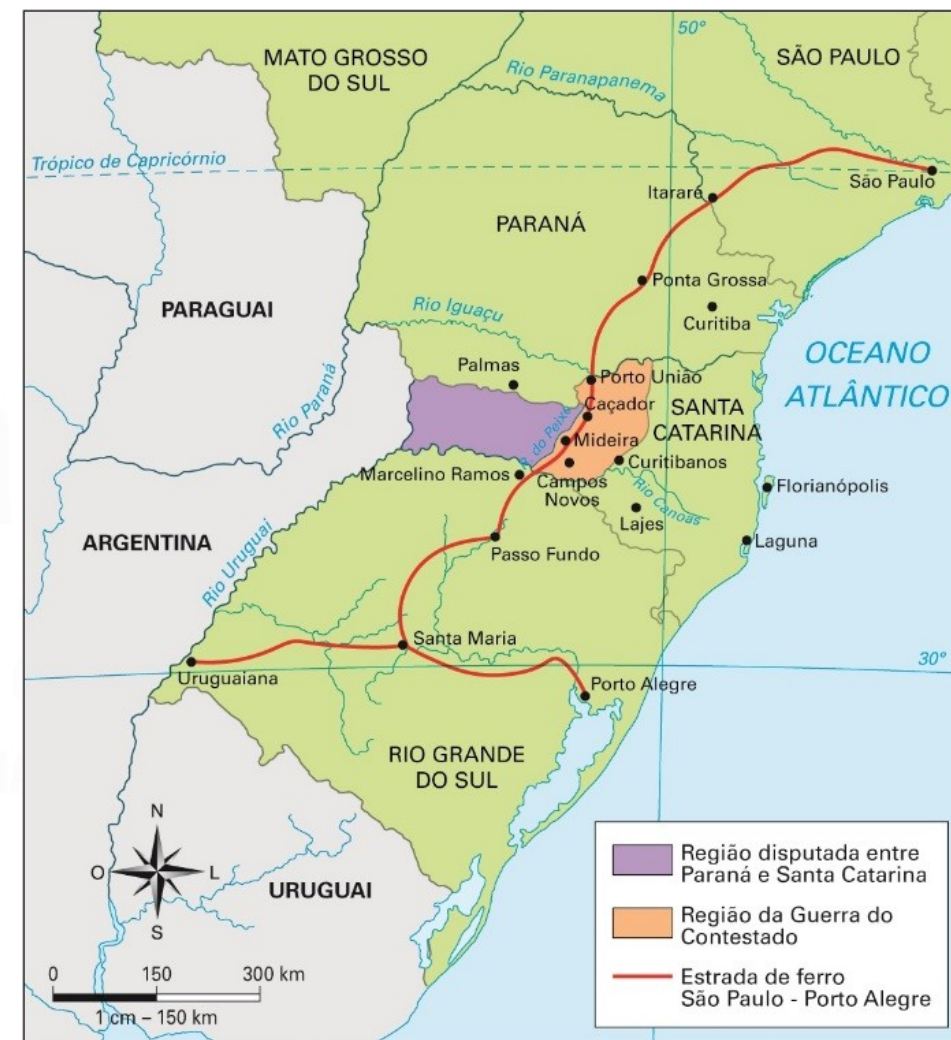 50°
MATO GROSSO
DO SUL
SÃO PAULO
Rio Paranapanema
Trópico de Capricórnio
São Paulo
Itararé
PARANÁ
Ponta Grossa
PARAGUAI
Curitiba
Rio Iguaçu
OCEANO
ATLÂNTICO
Rio Paraná
Palmas
Porto União
Caçador
SANTA
CATARINA
R. do Peixe
Mideira
Curitibanos
Marcelino Ramos
Campos
Novos
Rio Canoas
Florianópolis
Lajes
ARGENTINA
Rio Uruguai
Passo Fundo
Laguna
Santa Maria
30°
Uruguaiana
Porto Alegre
RIO GRANDE
DO SUL
N
O
L
S
URUGUAI
0 150 300 km
1 cm – 150 km
Região disputada entre
Paraná e Santa Catarina
Região da Guerra do
Contestado
Estrada de ferro
São Paulo - Porto Alegre